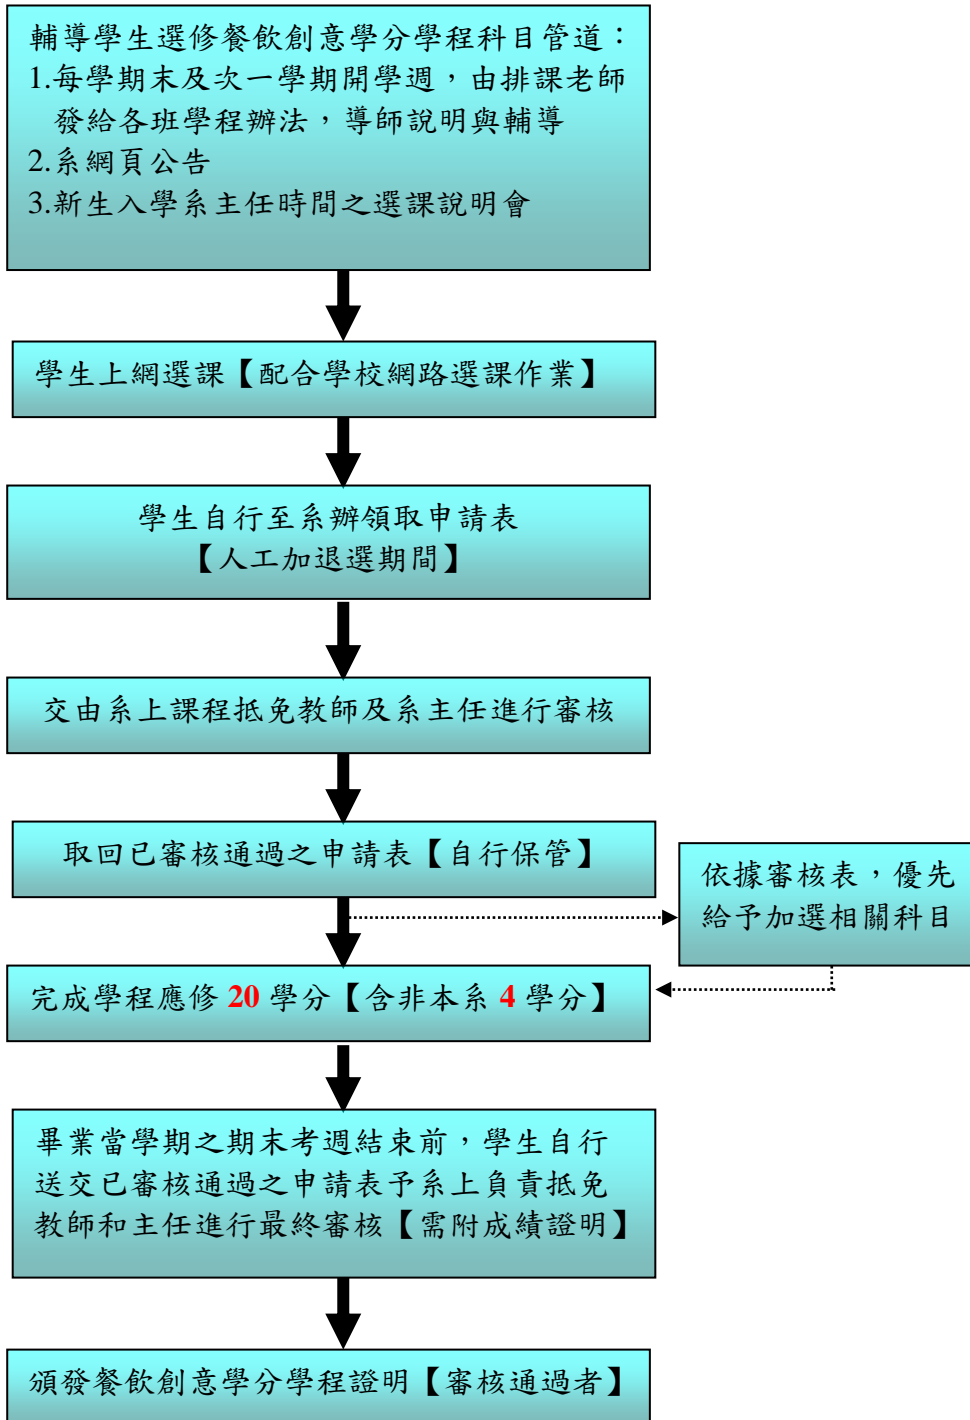 輔導學生選修餐飲創意學分學程科目管道：
1.每學期末及次一學期開學週，由排課老師
發給各班學程辦法，導師說明與輔導
2.系網頁公告
3.新生入學系主任時間之選課說明會
學生上網選課【配合學校網路選課作業】
學生自行至系辦領取申請表
【人工加退選期間】
交由系上課程抵免教師及系主任進行審核
取回已審核通過之申請表【自行保管】
依據審核表，優先
給予加選相關科目
完成學程應修 20 學分【含非本系 4 學分】
畢業當學期之期末考週結束前，學生自行
送交已審核通過之申請表予系上負責抵免
教師和主任進行最終審核【需附成績證明】
頒發餐飲創意學分學程證明【審核通過者】